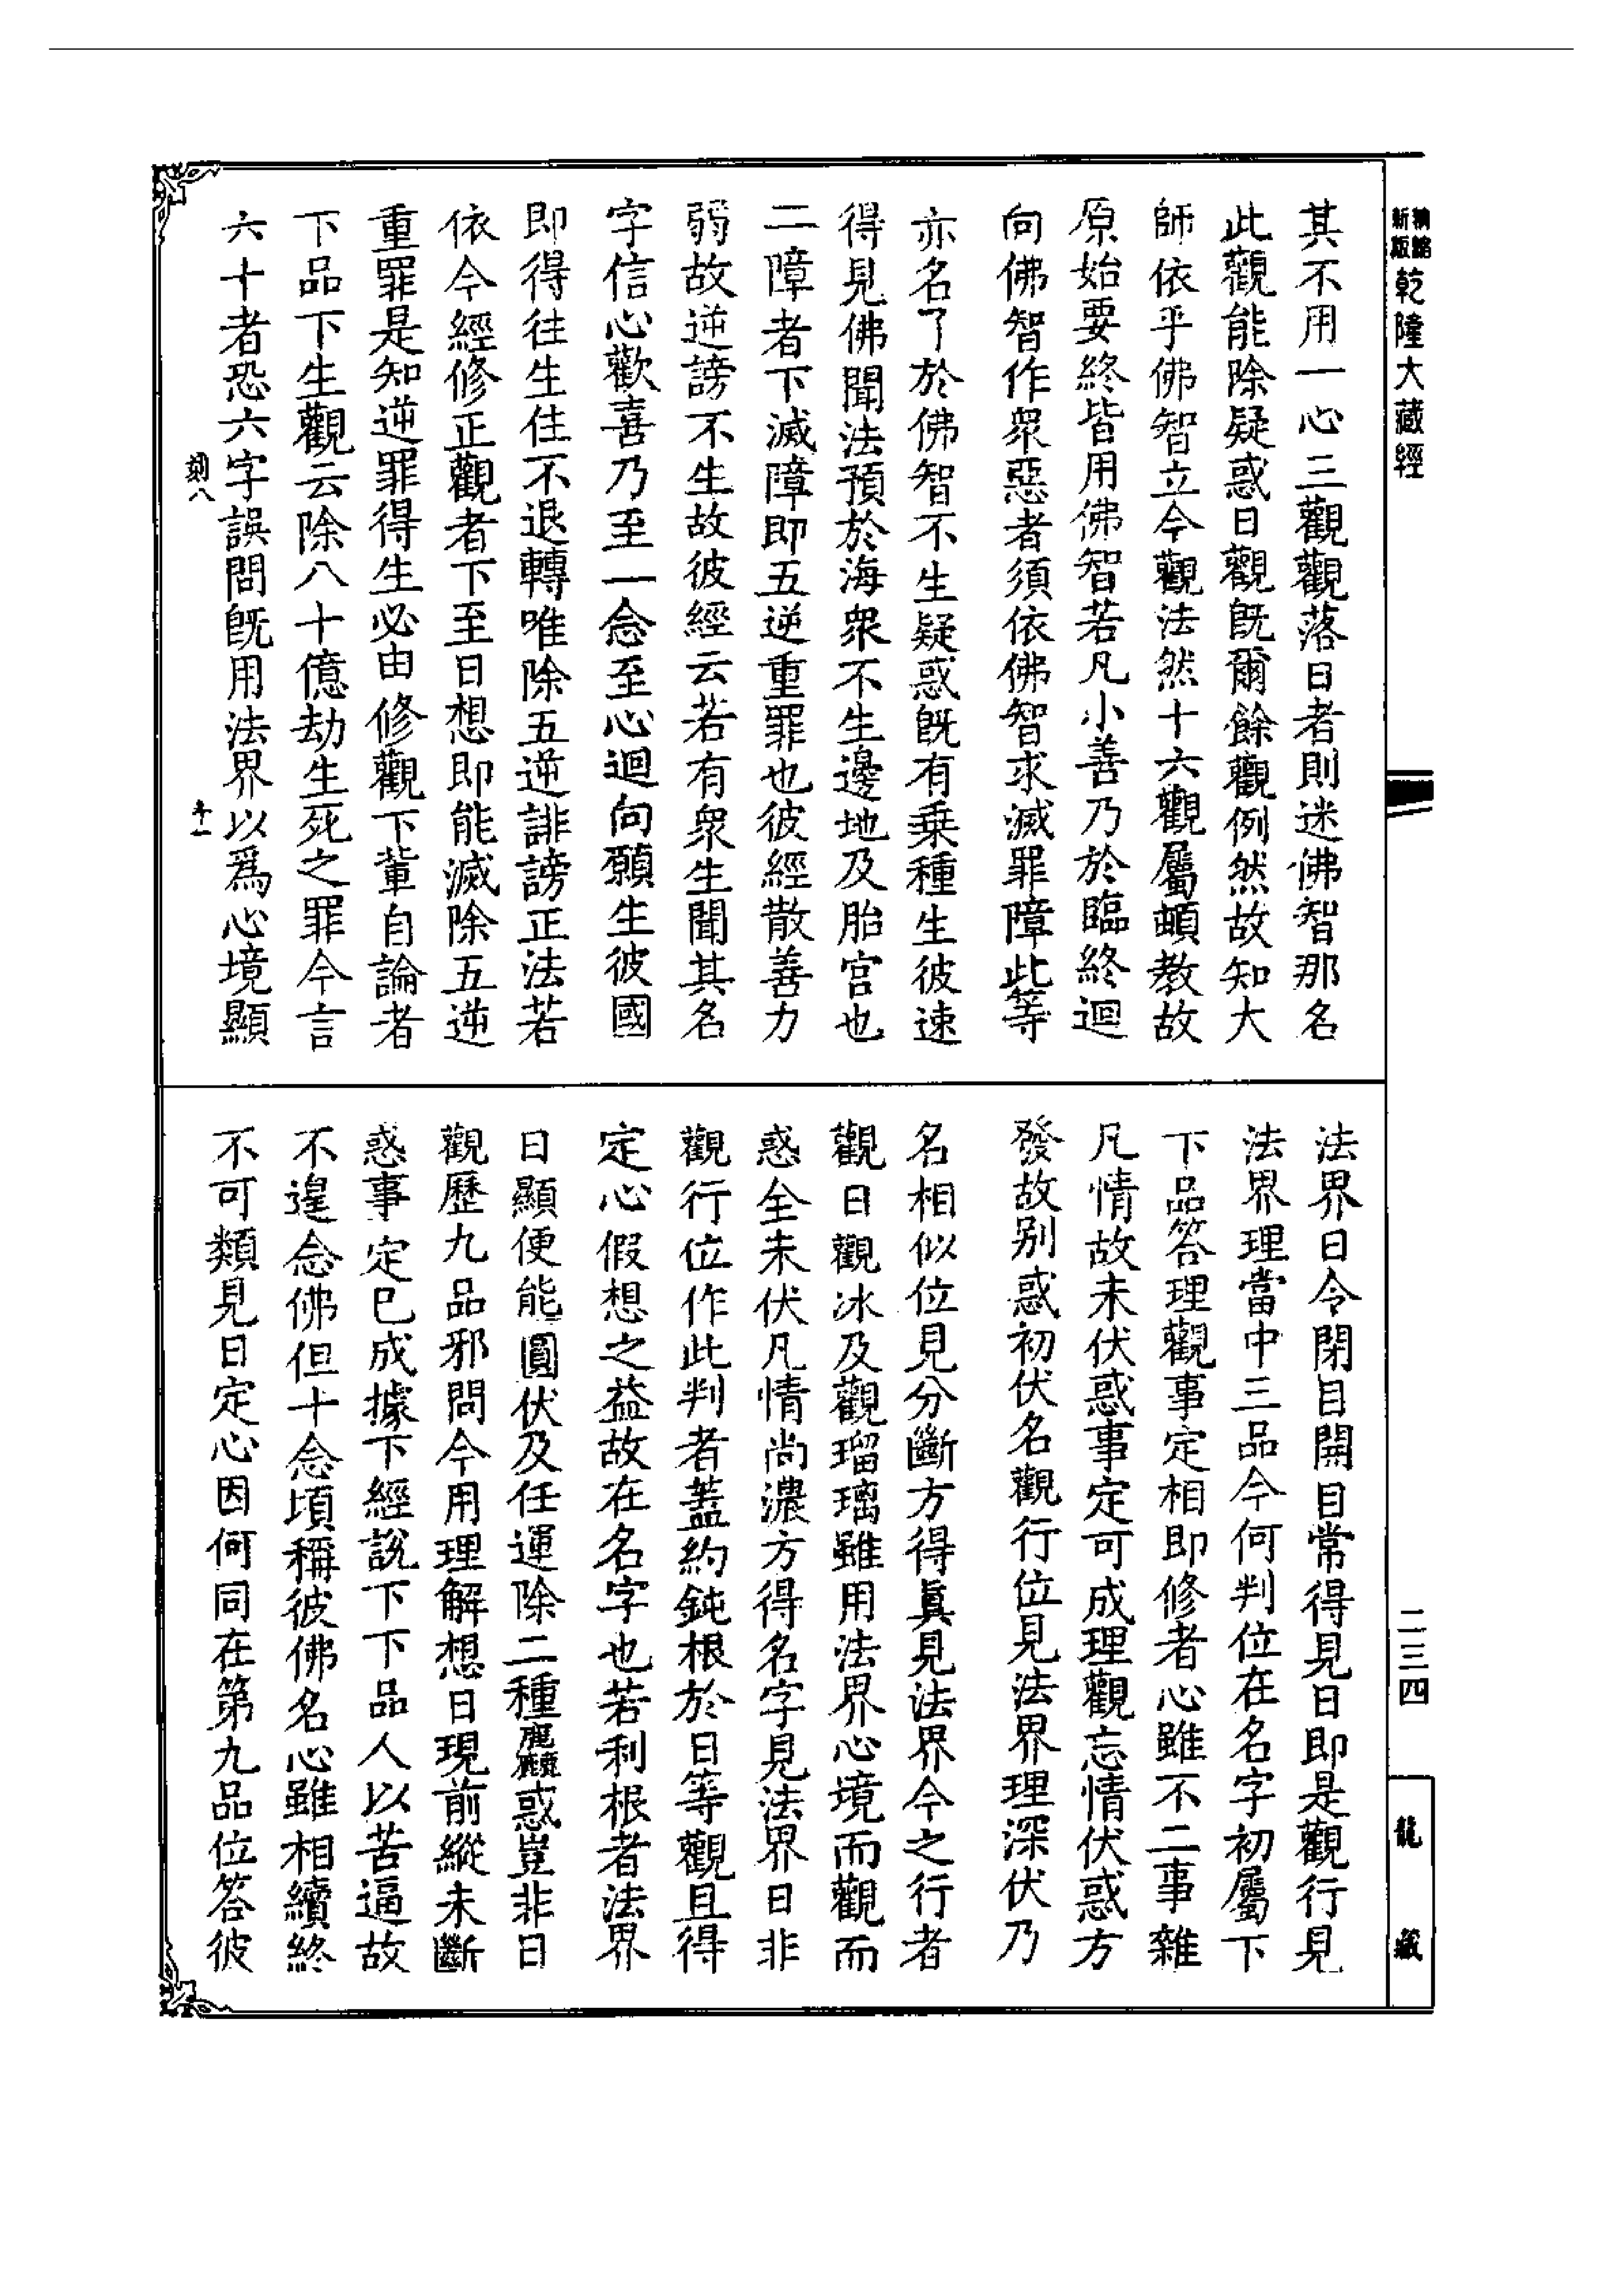 新版
精縮
乾隆大藏經
其不用一心三觀觀落日者則迷佛智那名
此觀能除疑惑日觀旣爾餘觀例然故知大
師依乎佛智立今觀法然十六觀屬頓教故
原始要終皆用佛智若凡小善乃於臨終迴
向佛智作眾惡者須依佛智求滅罪障此等
亦名了於佛智不生疑惑旣有乗種生彼速
得見佛聞法預於海眾不生邊地及胎宫也
二障者下滅障即五逆重罪也彼經散善力
弱故逆謗不生故彼經云若有眾生聞其名
字信心歡喜乃至一念至心迴向願生彼國
即得往生住不退轉唯除五逆誹謗正法若
依今經修正觀者下至日想即能滅除五逆
重罪是知逆罪得生必由修觀下輩自論者
下品下生觀云除八十億劫生死之罪今言
六十者恐六字誤問旣用法界以爲心境顯
刻八
十一
法界日令閉目開目常得見日即是觀行見
法界理當中三品今何判位在名字初屬下
下品答理觀事定相即修者心雖不二事雜
凡情故未伏惑事定可成理觀忘情伏惑方
發故别惑初伏名觀行位見法界理深伏乃
名相似位見分斷方得真見法界今之行者
觀日觀冰及觀瑠璃雖用法界心境而觀而
惑全未伏凡情尚濃方得名字見法界日非
觀行位作此判者蓋約鈍根於日等觀且得
定心假想之益故在名字也若利根者法界
日顯便能圓伏及任運除二種麤惑豈非日
觀歷九品邪問今用理解想日現前縱未斷
惑事定已成據下經說下下品人以苦逼故
不遑念佛但十念頃稱彼佛名心雖相續終
不可類見日定心因何同在第九品位答彼
二三四
龍藏